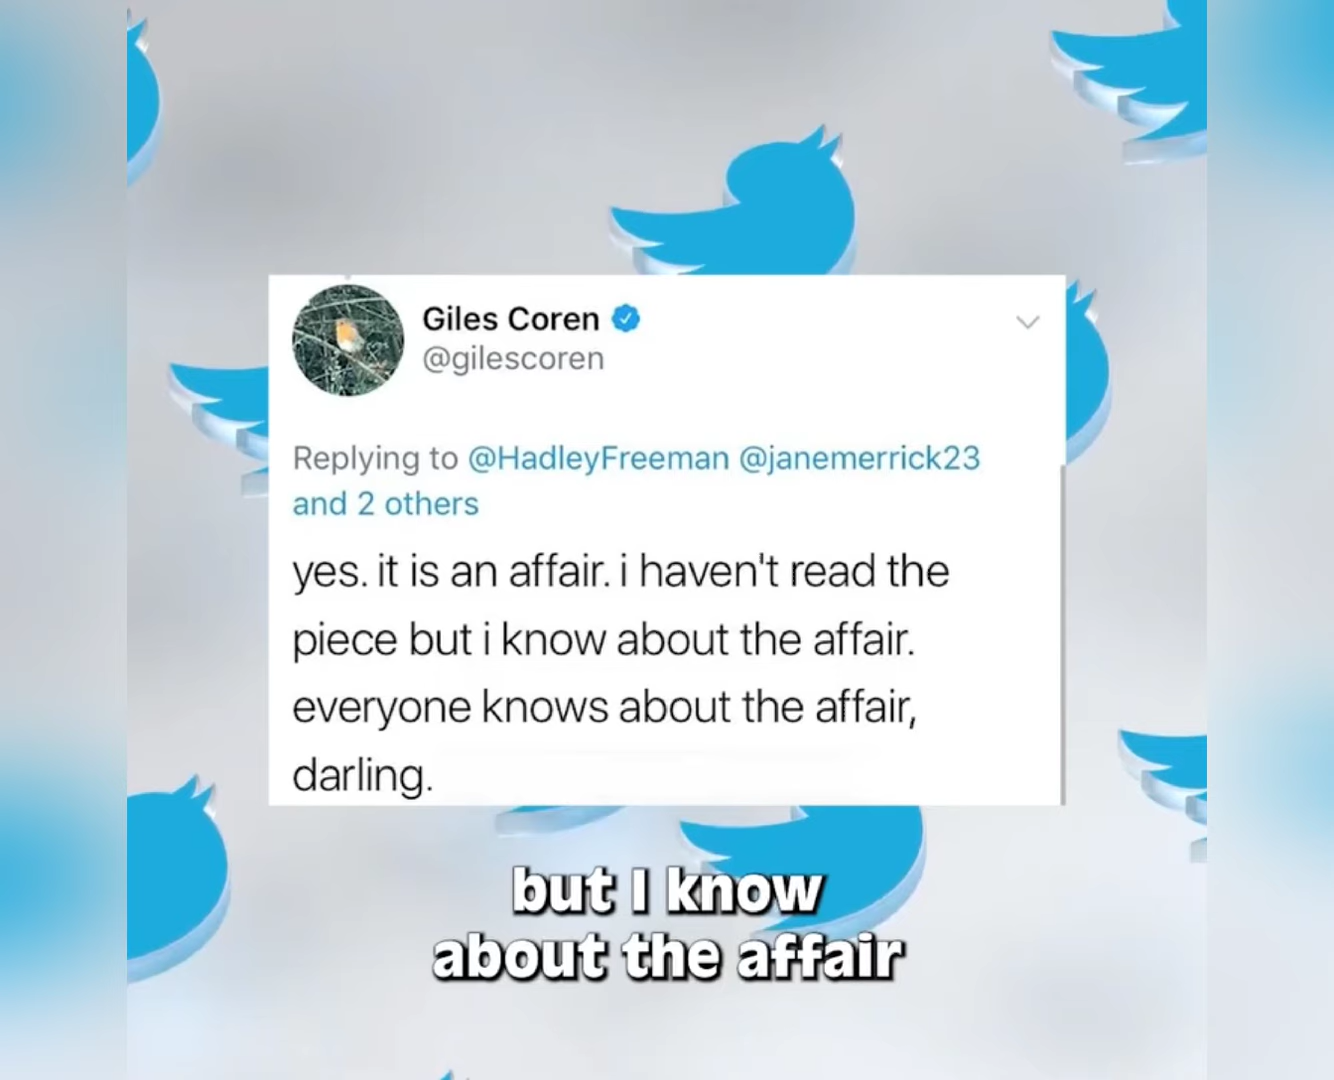 Giles Coren
@gilescoren
Replying to @HadleyFreeman @janemerrick23
and 2 others
yes. it is an affair. i haven't read the
piece but i know about the affair.
everyone knows about the affair,
darling.
but I know
about the affair